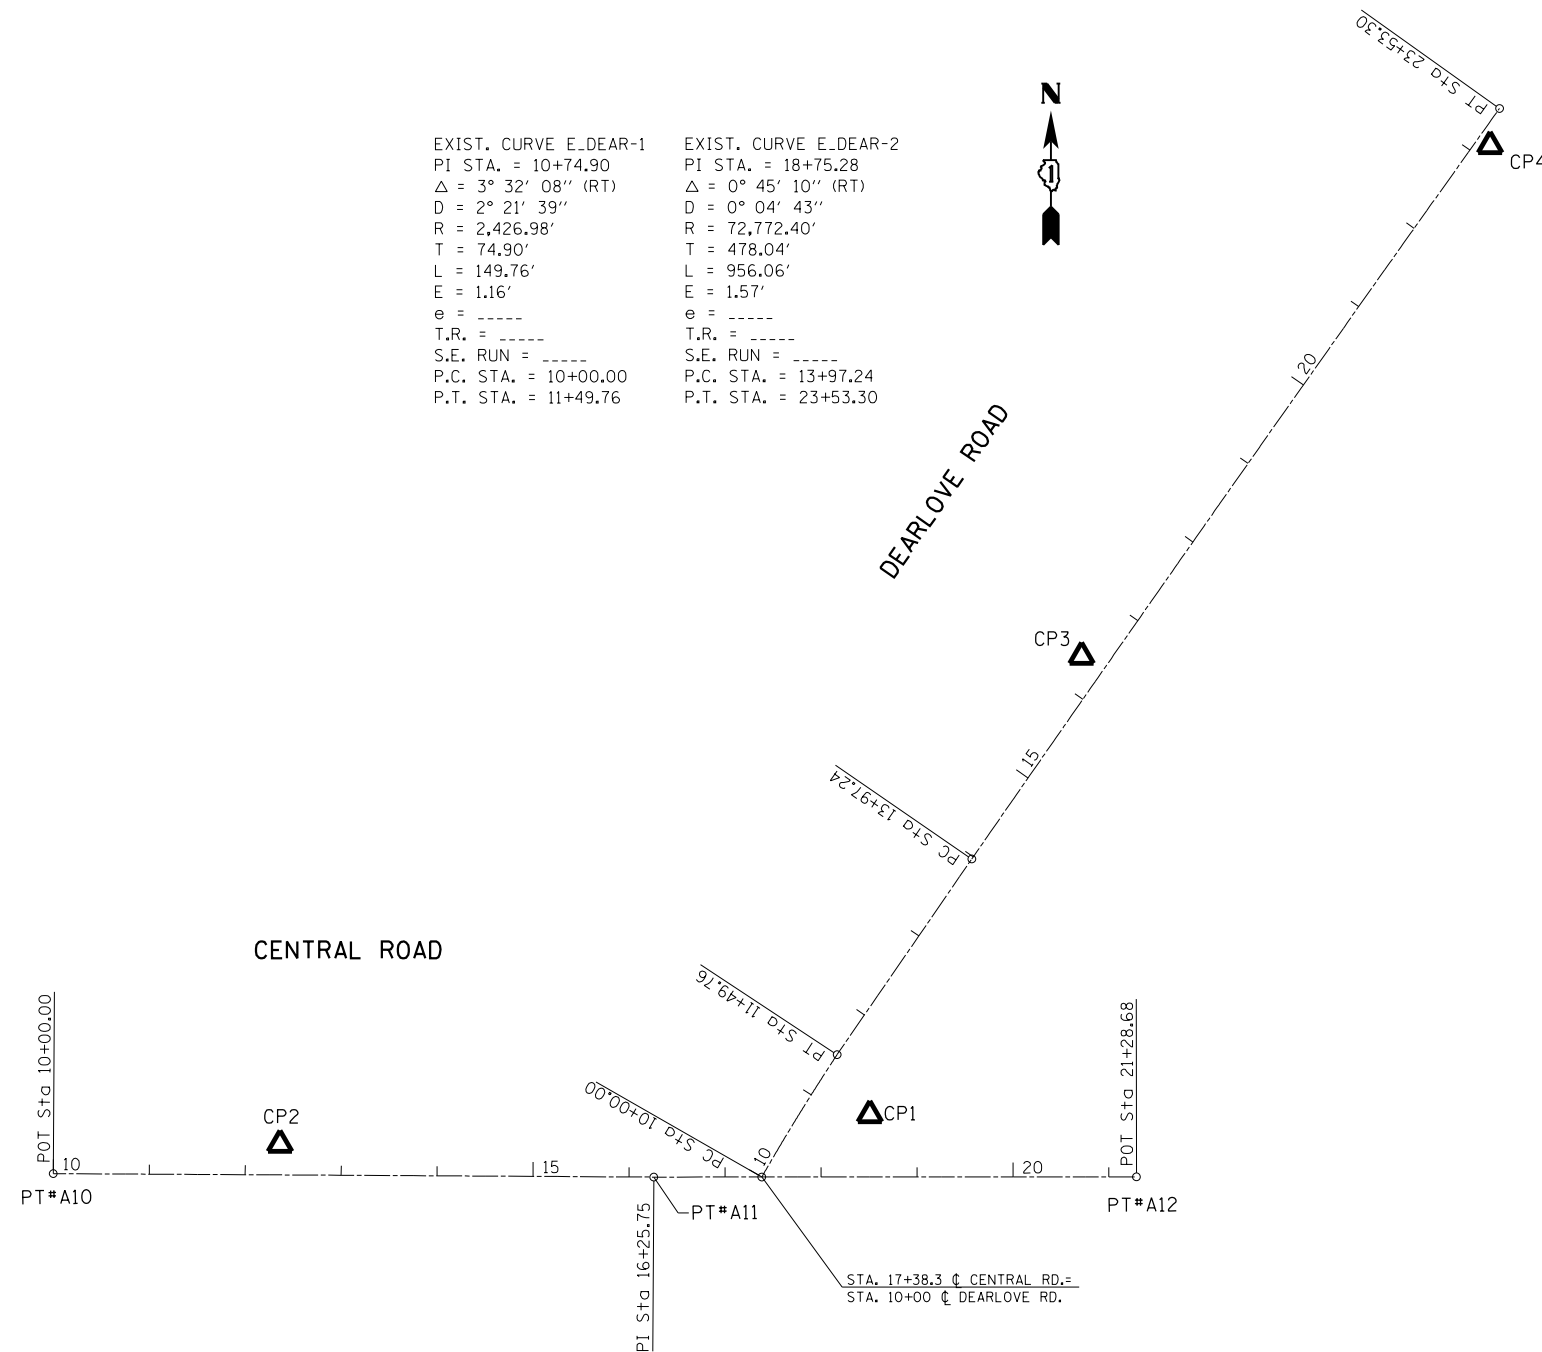 PT Sta 23+53.30
N
EXIST. CURVE E_DEAR-1
PI STA. = 10+74.90
Δ = 3° 32′ 08′′ (RT)
D = 2° 21′ 39′′
R = 2,426.98′
T = 74.90′
L = 149.76′
E = 1.16′
e = _____
T.R. = _____
S.E. RUN = _____
P.C. STA. = 10+00.00
P.T. STA. = 11+49.76
EXIST. CURVE E_DEAR-2
PI STA. = 18+75.28
Δ = 0° 45′ 10′′ (RT)
D = 0° 04′ 43′′
R = 72,772.40′
T = 478.04′
L = 956.06′
E = 1.57′
e = _____
T.R. = _____
S.E. RUN = _____
P.C. STA. = 13+97.24
P.T. STA. = 23+53.30
1
CP4
20
DEARLOVE ROAD
CP3
15
PC Sta 13+97.24
CENTRAL ROAD
PT Sta 11+49.76
POT Sta 10+00.00
POT Sta 21+28.68
CP2
CP1
PC Sta 10+00.00
10
10
15
20
PT#A10
PT#A11
PT#A12
PI Sta 16+25.75
STA. 17+38.3 ℄ CENTRAL RD.=
STA. 10+00 ℄ DEARLOVE RD.